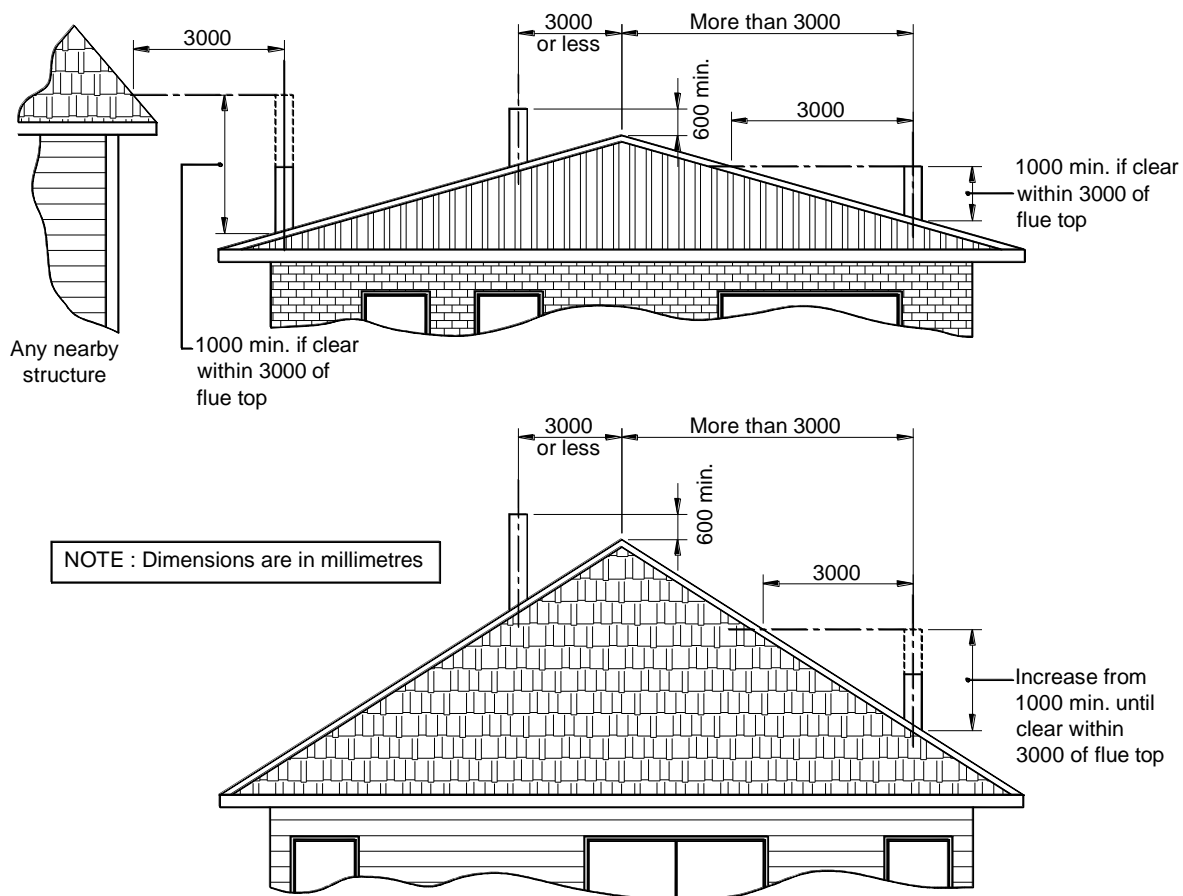 3000
or less
More than 3000
3000
600 min.
3000
1000 min. if clear
within 3000 of
flue top
Any nearby
structure
1000 min. if clear
within 3000 of
flue top
3000
or less
More than 3000
600 min.
NOTE : Dimensions are in millimetres
3000
Increase from
1000 min. until
clear within
3000 of flue top